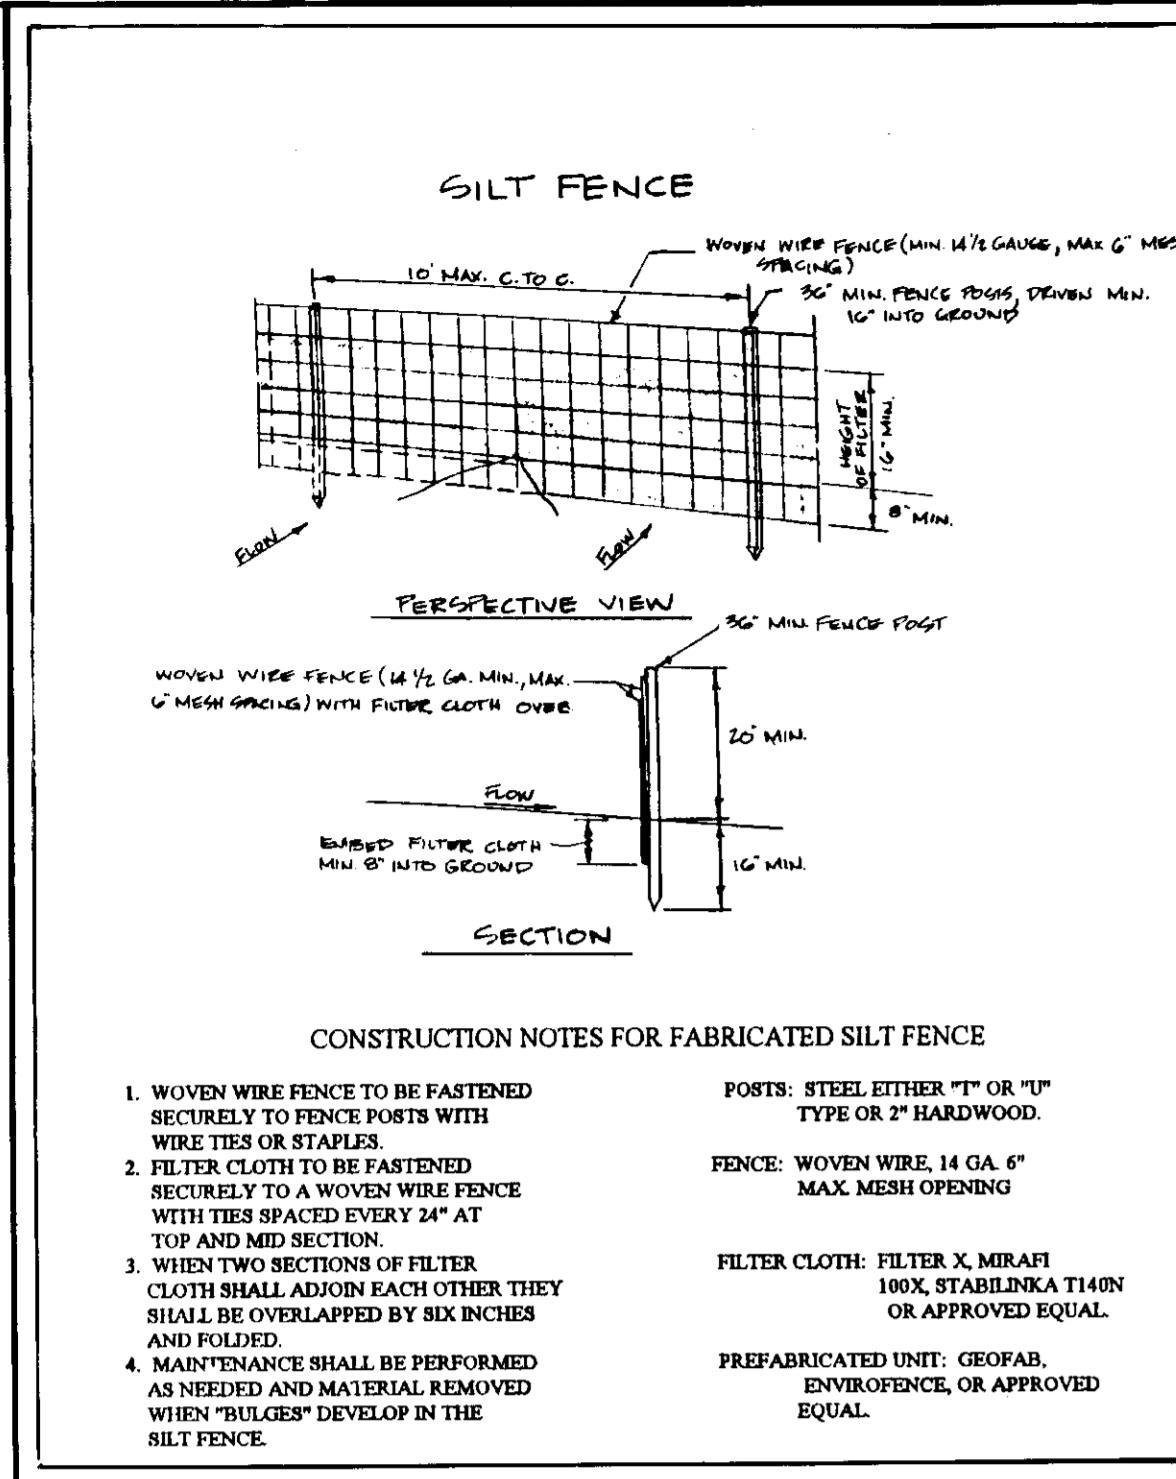 SILT FENCE
WOVEN WIRE FENCE (MIN. 14 1/2 GAUGE, MAX 6" MES
SPACING)
10' MAX. C. TO C.
36" MIN. FENCE POSTS, DRIVEN MIN.
16" INTO GROUND
HEIGHT
OF FILTER
16" MIN.
8" MIN.
FLOW
FLOW
PERSPECTIVE VIEW
36" MIN. FENCE POST
WOVEN WIRE FENCE (14 1/2 GA. MIN., MAX.
6" MESH SPACING) WITH FILTER CLOTH OVER
20" MIN.
FLOW
EMBED FILTER CLOTH
MIN. 8" INTO GROUND
16" MIN.
SECTION
CONSTRUCTION NOTES FOR FABRICATED SILT FENCE
1. WOVEN WIRE FENCE TO BE FASTENED
SECURELY TO FENCE POSTS WITH
WIRE TIES OR STAPLES.
2. FILTER CLOTH TO BE FASTENED
SECURELY TO A WOVEN WIRE FENCE
WITH TIES SPACED EVERY 24" AT
TOP AND MID SECTION.
3. WHEN TWO SECTIONS OF FILTER
CLOTH SHALL ADJOIN EACH OTHER THEY
SHALL BE OVERLAPPED BY SIX INCHES
AND FOLDED.
4. MAINTENANCE SHALL BE PERFORMED
AS NEEDED AND MATERIAL REMOVED
WHEN "BULGES" DEVELOP IN THE
SILT FENCE.
POSTS: STEEL EITHER "T" OR "U"
TYPE OR 2" HARDWOOD.
FENCE: WOVEN WIRE, 14 GA. 6"
MAX. MESH OPENING
FILTER CLOTH: FILTER X, MIRAFI
100X, STABILINKA T140N
OR APPROVED EQUAL.
PREFABRICATED UNIT: GEOFAB,
ENVIROFENCE, OR APPROVED
EQUAL.